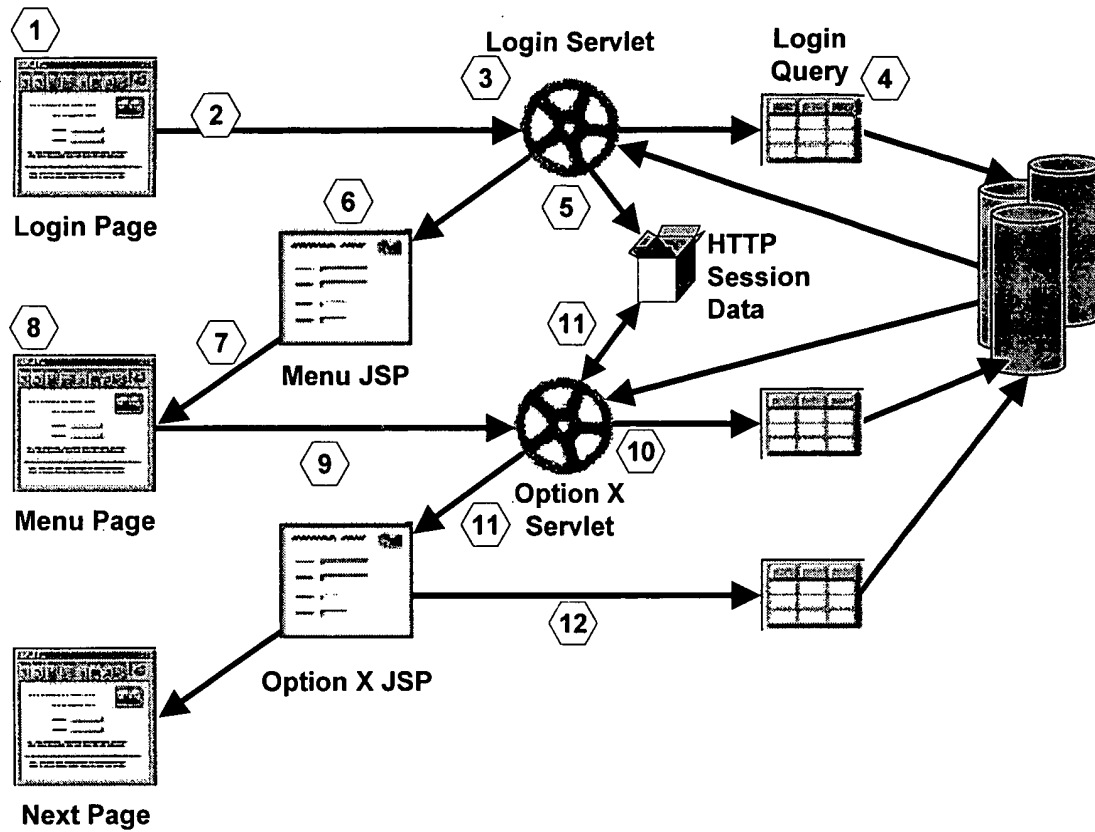 1
Login Servlet
Login
Query
3
4
2
Login Page
6
5
HTTP
Session
Data
8
7
11
Menu JSP
9
10
Menu Page
11
Option X
Servlet
12
Option X JSP
Next Page